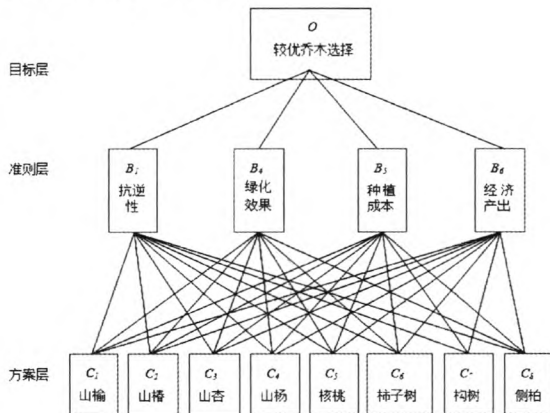 O
较优乔木选择
目标层
准则层
B₁
抗逆
性
B₄
绿化
效果
B₅
种植
成本
B₆
经济
产出
方案层
C₁
山榆
C₂
山椿
C₃
山杏
C₄
山杨
C₅
核桃
C₆
柿子树
C
构树
侧柏